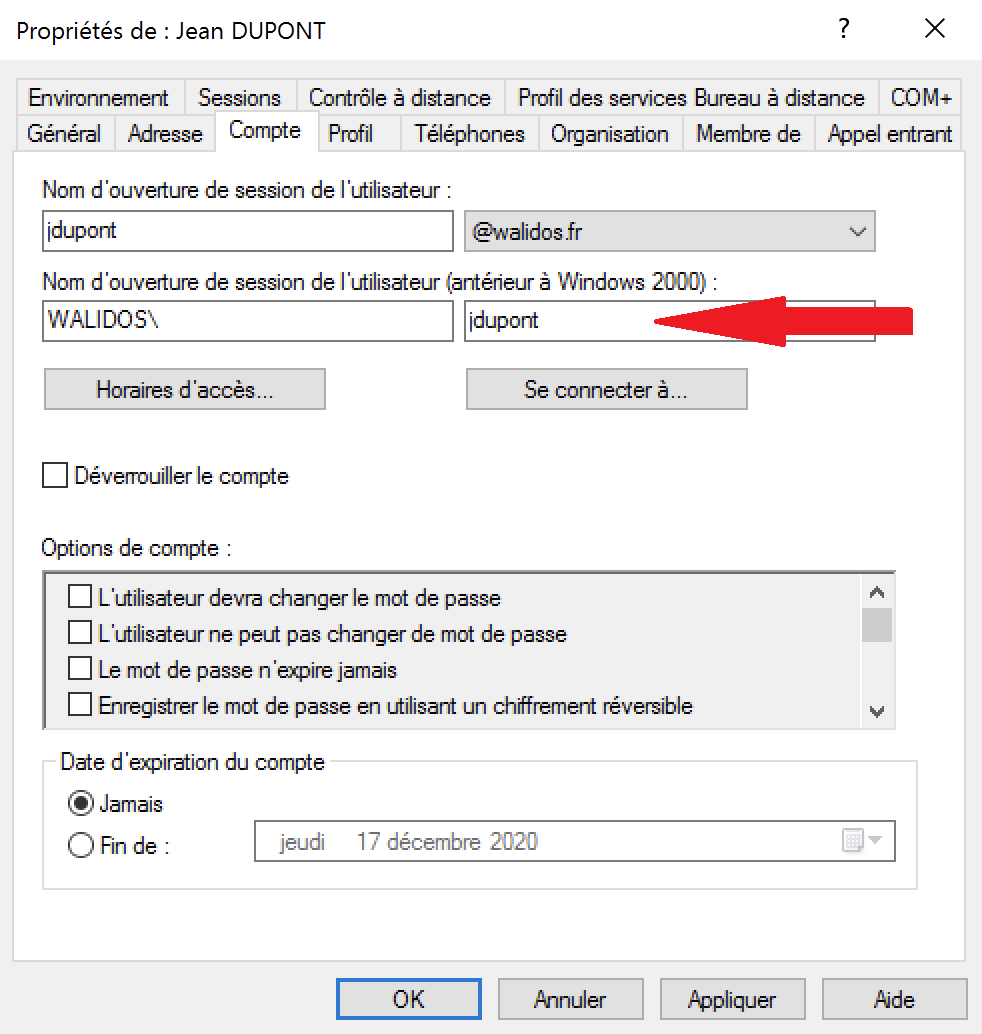 Propriétés de : Jean DUPONT ?
Environnement Sessions Contrôle à distance Profil des services Bureau à distance COM+
Général Adresse Compte Profil Téléphones Organisation Membre de Appel entrant
Nom d'ouverture de session de l'utilisateur :
jdupont @walidos.fr
Nom d'ouverture de session de l'utilisateur (antérieur à Windows 2000) :
WALIDOS\ jdupont
Horaires d'accès... Se connecter à...
Déverrouiller le compte
Options de compte :
L'utilisateur devra changer le mot de passe
L'utilisateur ne peut pas changer de mot de passe
Le mot de passe n'expire jamais
Enregistrer le mot de passe en utilisant un chiffrement réversible
Date d'expiration du compte
Jamais
Fin de : jeudi 17 décembre 2020
OK Annuler Appliquer Aide